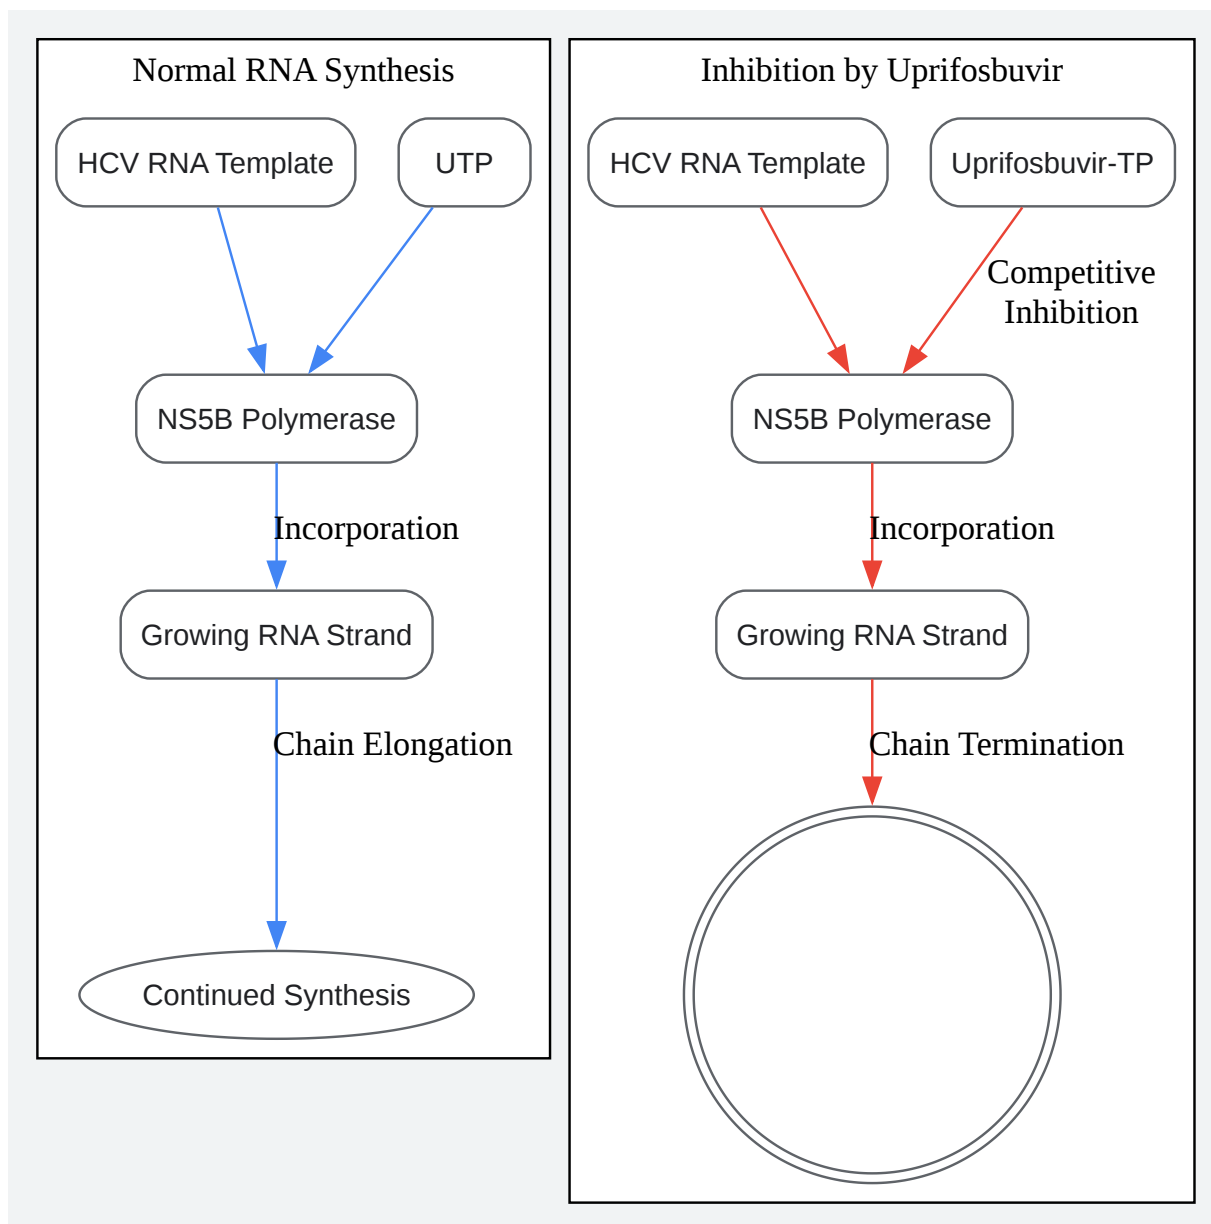 Normal RNA Synthesis
HCV RNA Template
UTP
NS5B Polymerase
Incorporation
Growing RNA Strand
Chain Elongation
Continued Synthesis
Inhibition by Uprifosbuvir
HCV RNA Template
Uprifosbuvir-TP
Competitive
Inhibition
NS5B Polymerase
Incorporation
Growing RNA Strand
Chain Termination